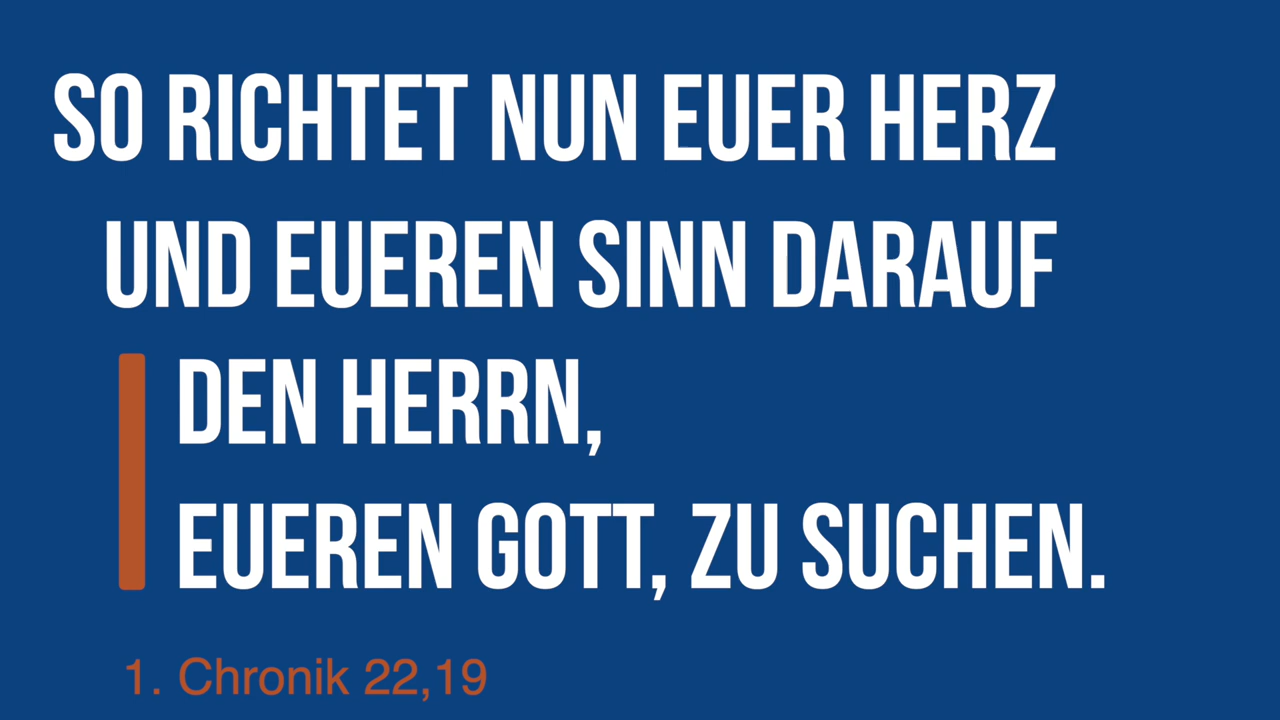 SO RICHTET NUN EUER HERZ
UND EUEREN SINN DARAUF
DEN HERRN,
EUEREN GOTT, ZU SUCHEN.
1. Chronik 22,19